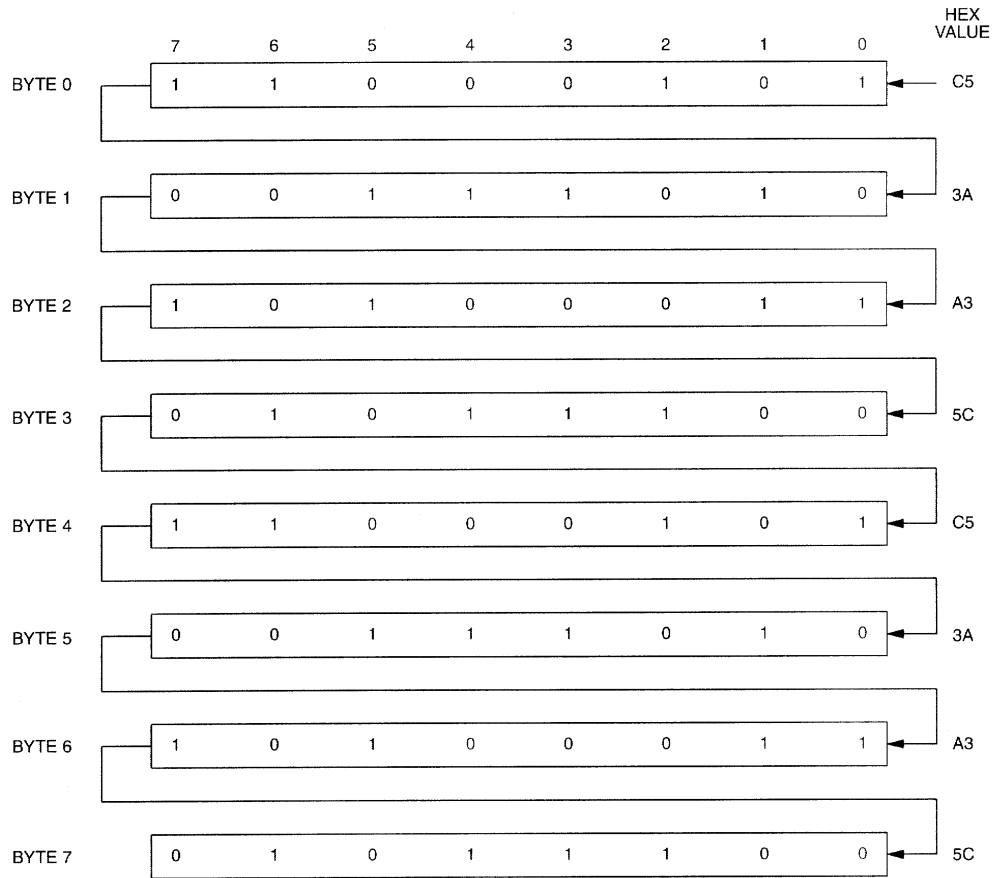 HEX
VALUE
7 6 5 4 3 2 1 0
BYTE 0 1 1 0 0 0 1 0 1 C5
BYTE 1 0 0 1 1 1 0 1 0 3A
BYTE 2 1 0 1 0 0 0 1 1 A3
BYTE 3 0 1 0 1 1 1 0 0 5C
BYTE 4 1 1 0 0 0 1 0 1 C5
BYTE 5 0 0 1 1 1 0 1 0 3A
BYTE 6 1 0 1 0 0 0 1 1 A3
BYTE 7 0 1 0 1 1 1 0 0 5C